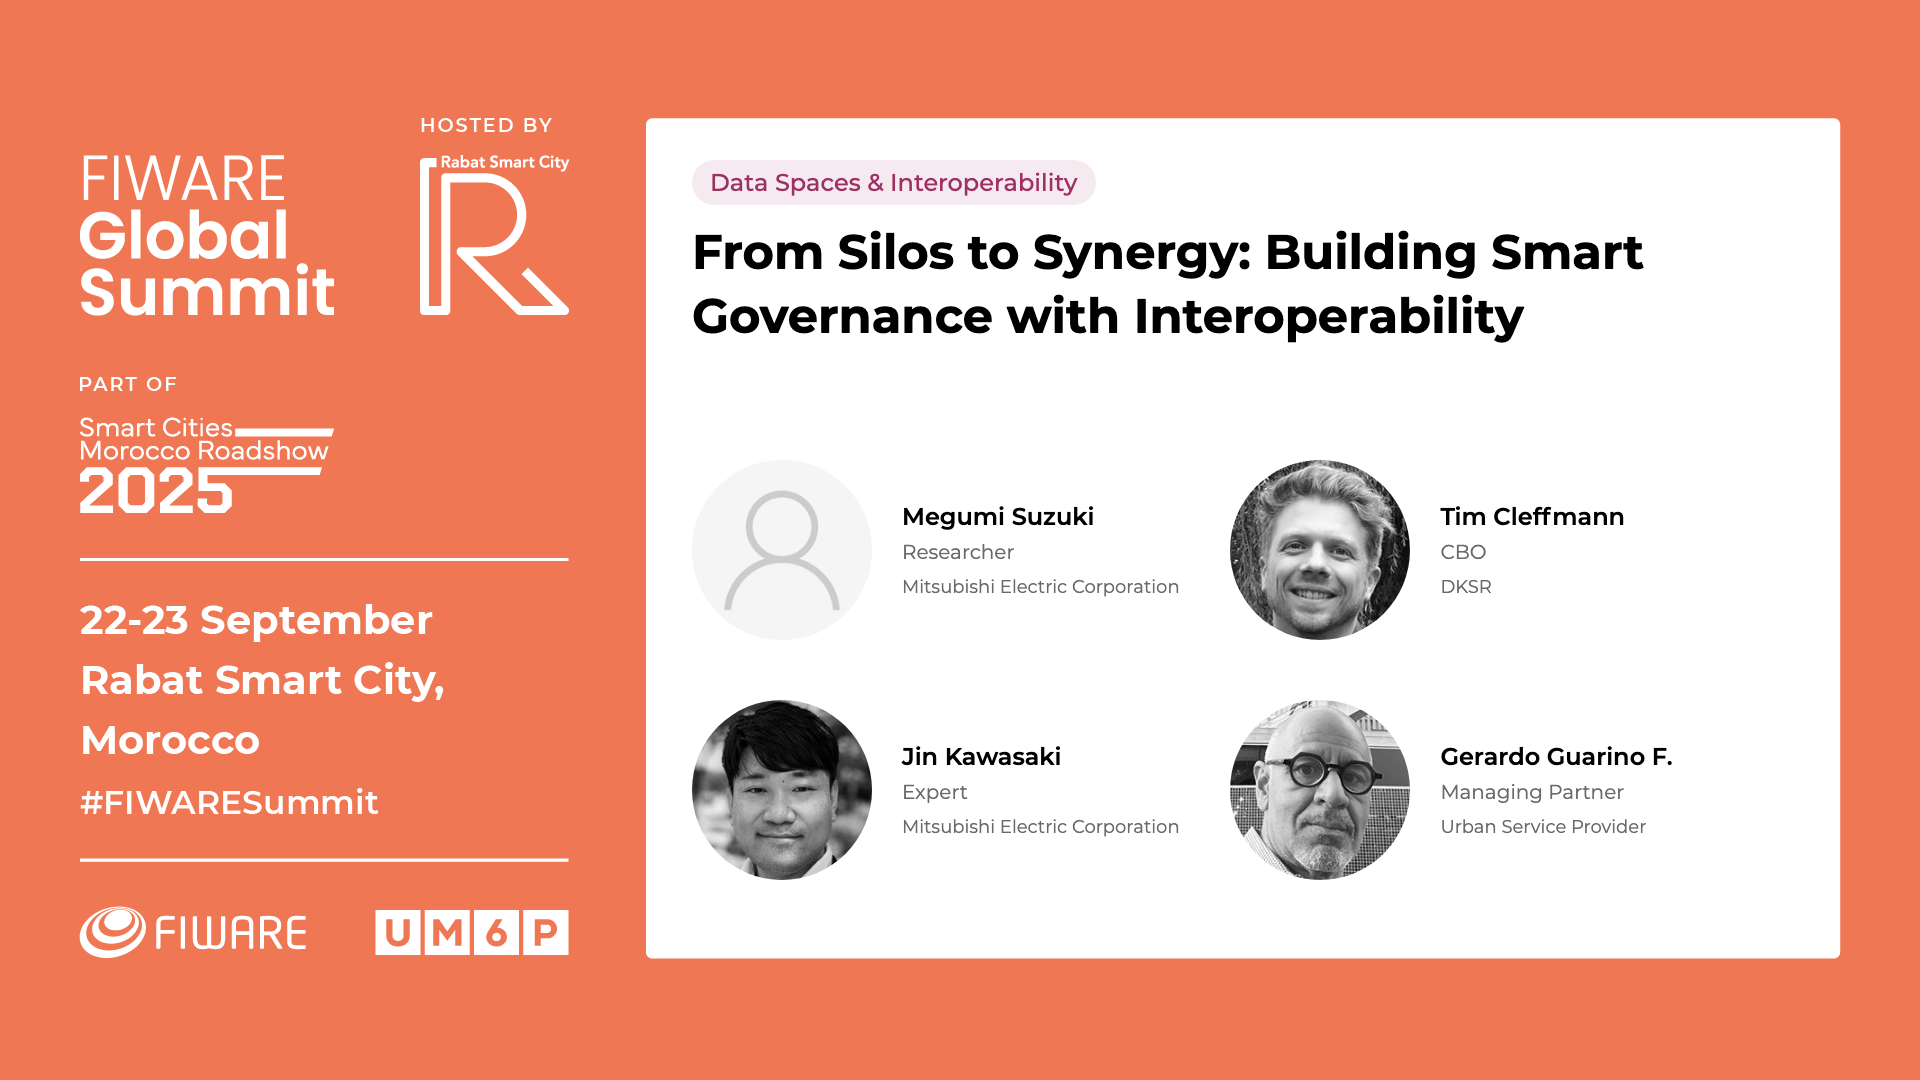 FIWARE
Global
Summit
HOSTED BY
Rabat Smart City
R
PART OF
Smart Cities
Morocco Roadshow
2025
22-23 September
Rabat Smart City,
Morocco
#FIWARESummit
FIWARE
UM6P
Data Spaces & Interoperability
From Silos to Synergy: Building Smart
Governance with Interoperability
Megumi Suzuki
Researcher
Mitsubishi Electric Corporation
Tim Cleffmann
CBO
DKSR
Jin Kawasaki
Expert
Mitsubishi Electric Corporation
Gerardo Guarino F.
Managing Partner
Urban Service Provider